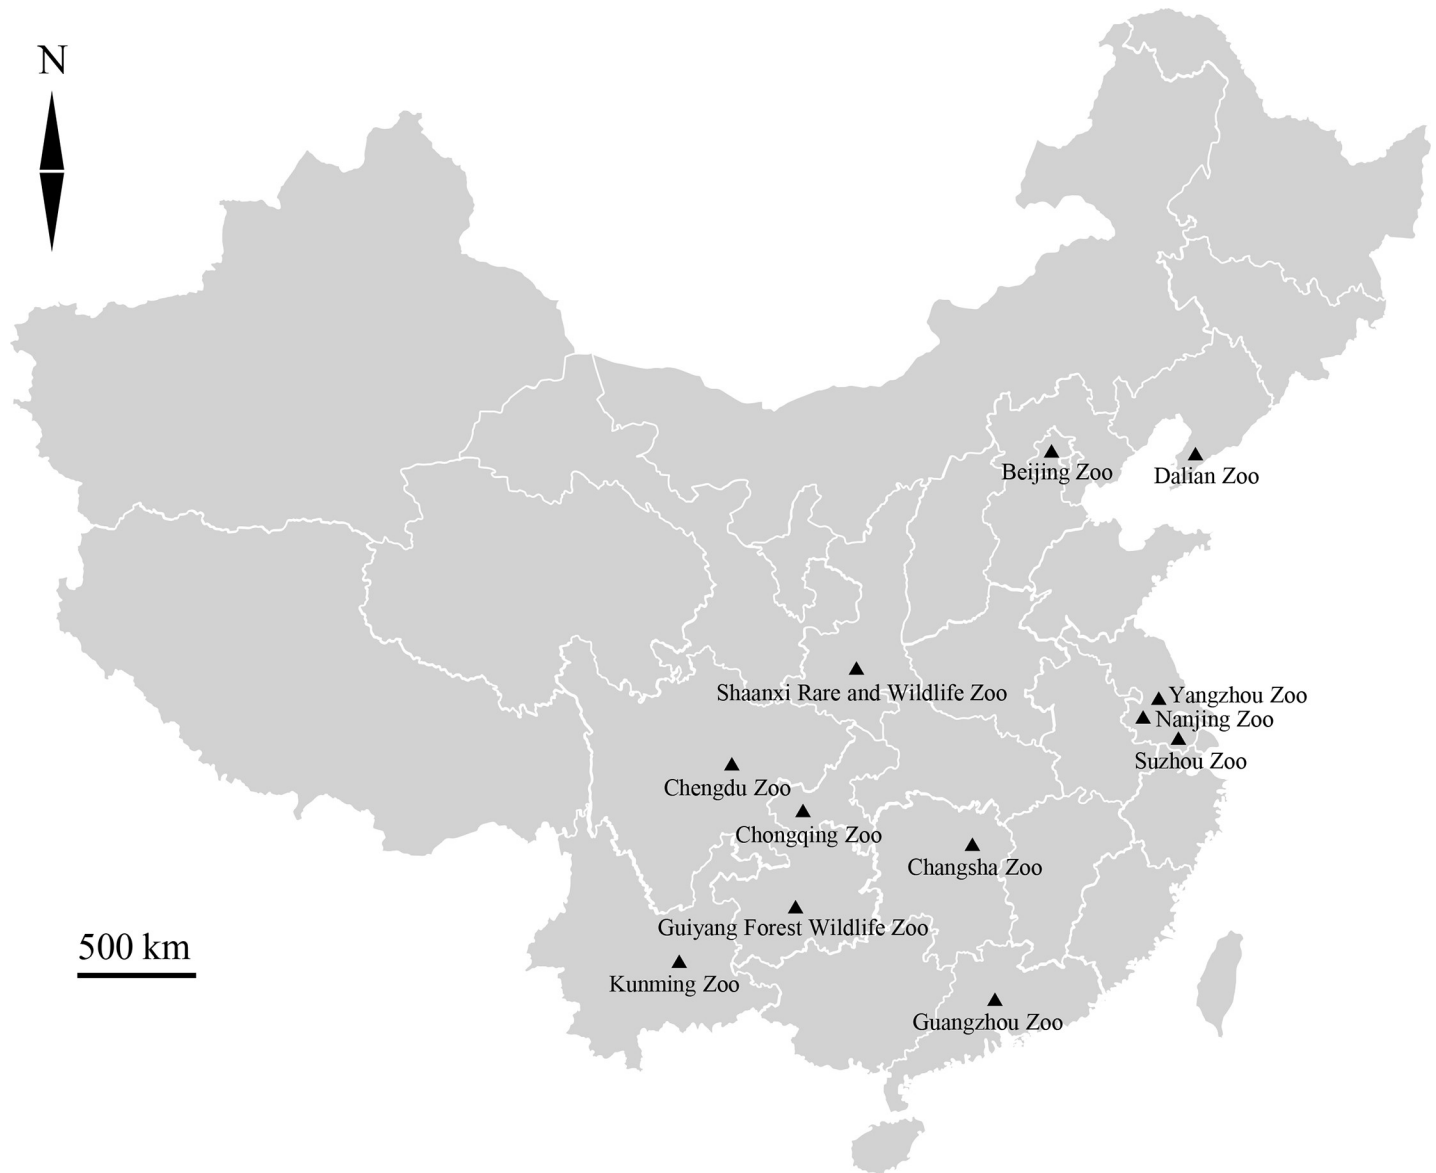 N
Beijing Zoo
Dalian Zoo
Shaanxi Rare and Wildlife Zoo
Yangzhou Zoo
Nanjing Zoo
Suzhou Zoo
Chengdu Zoo
Chongqing Zoo
Changsha Zoo
Guiyang Forest Wildlife Zoo
500 km
Kunming Zoo
Guangzhou Zoo